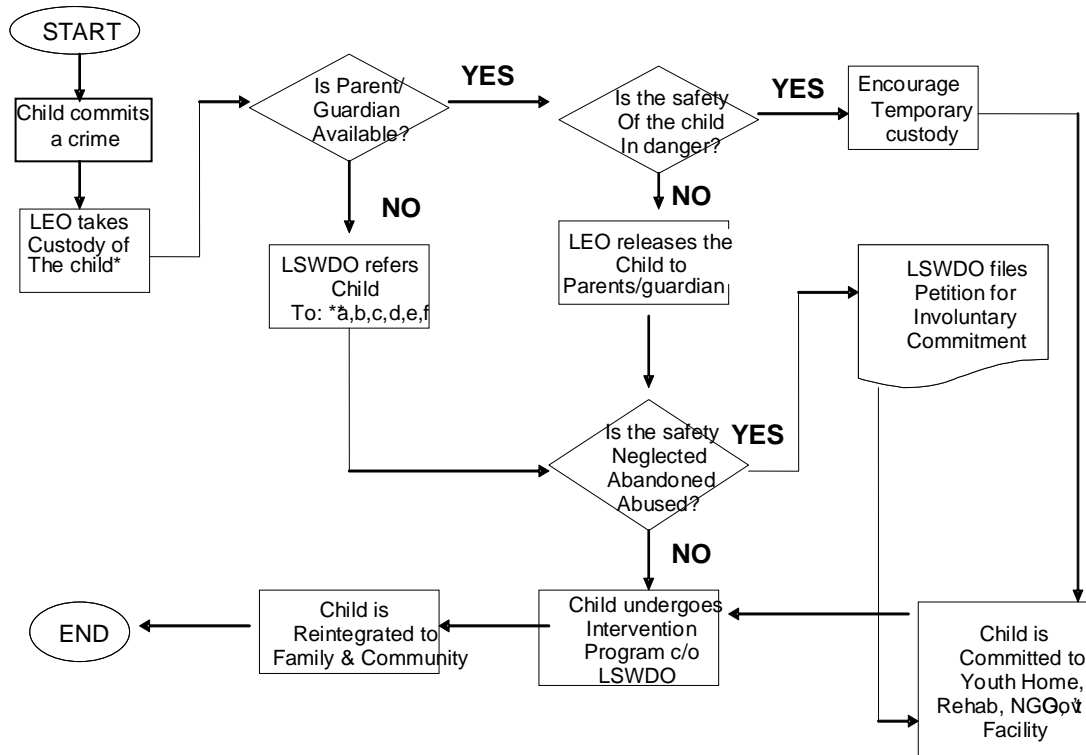 START
Child commits
a crime
LEO takes
Custody of
The child*
Is Parent/
Guardian
Available?
YES
NO
LSWDO refers
Child
To: **a,b,c,d,e,f
Is the safety
Of the child
In danger?
YES
NO
Encourage
Temporary
custody
LEO releases the
Child to
Parents/guardian
LSWDO files
Petition for
Involuntary
Commitment
Is the safety
Neglected
Abandoned
Abused?
YES
NO
Child undergoes
Intervention
Program c/o
LSWDO
Child is
Committed to
Youth Home,
Rehab, NGO, Gov't
Facility
Child is
Reintegrated to
Family & Community
END